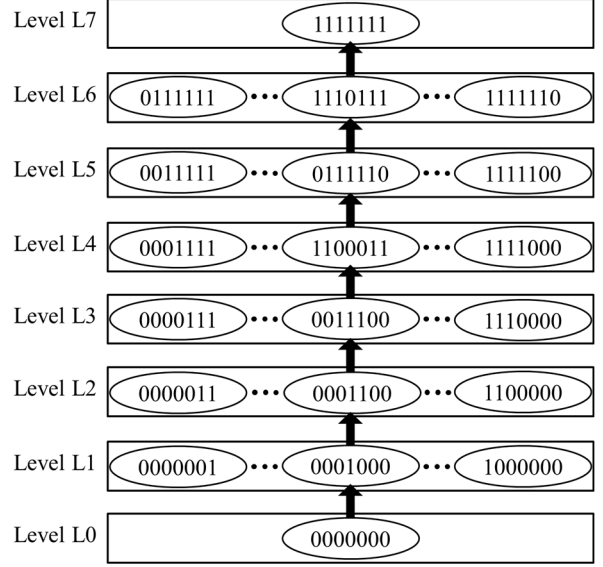 Level L7 1111111
Level L6 0111111 ••• 1110111 ••• 1111110
Level L5 0011111 ••• 0111110 ••• 1111100
Level L4 0001111 ••• 1100011 ••• 1111000
Level L3 0000111 ••• 0011100 ••• 1110000
Level L2 0000011 ••• 0001100 ••• 1100000
Level L1 0000001 ••• 0001000 ••• 1000000
Level L0 0000000